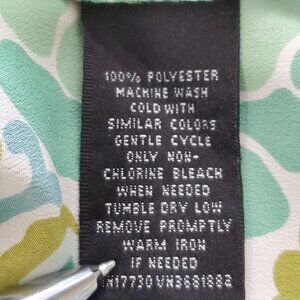 100% POLYESTER
MACHINE WASH
COLD WITH
SIMILAR COLORS
GENTLE CYCLE
ONLY NON-
CHLORINE BLEACH
WHEN NEEDED
TUMBLE DRY LOW
REMOVE PROMPTLY
WARM IRON
IF NEEDED